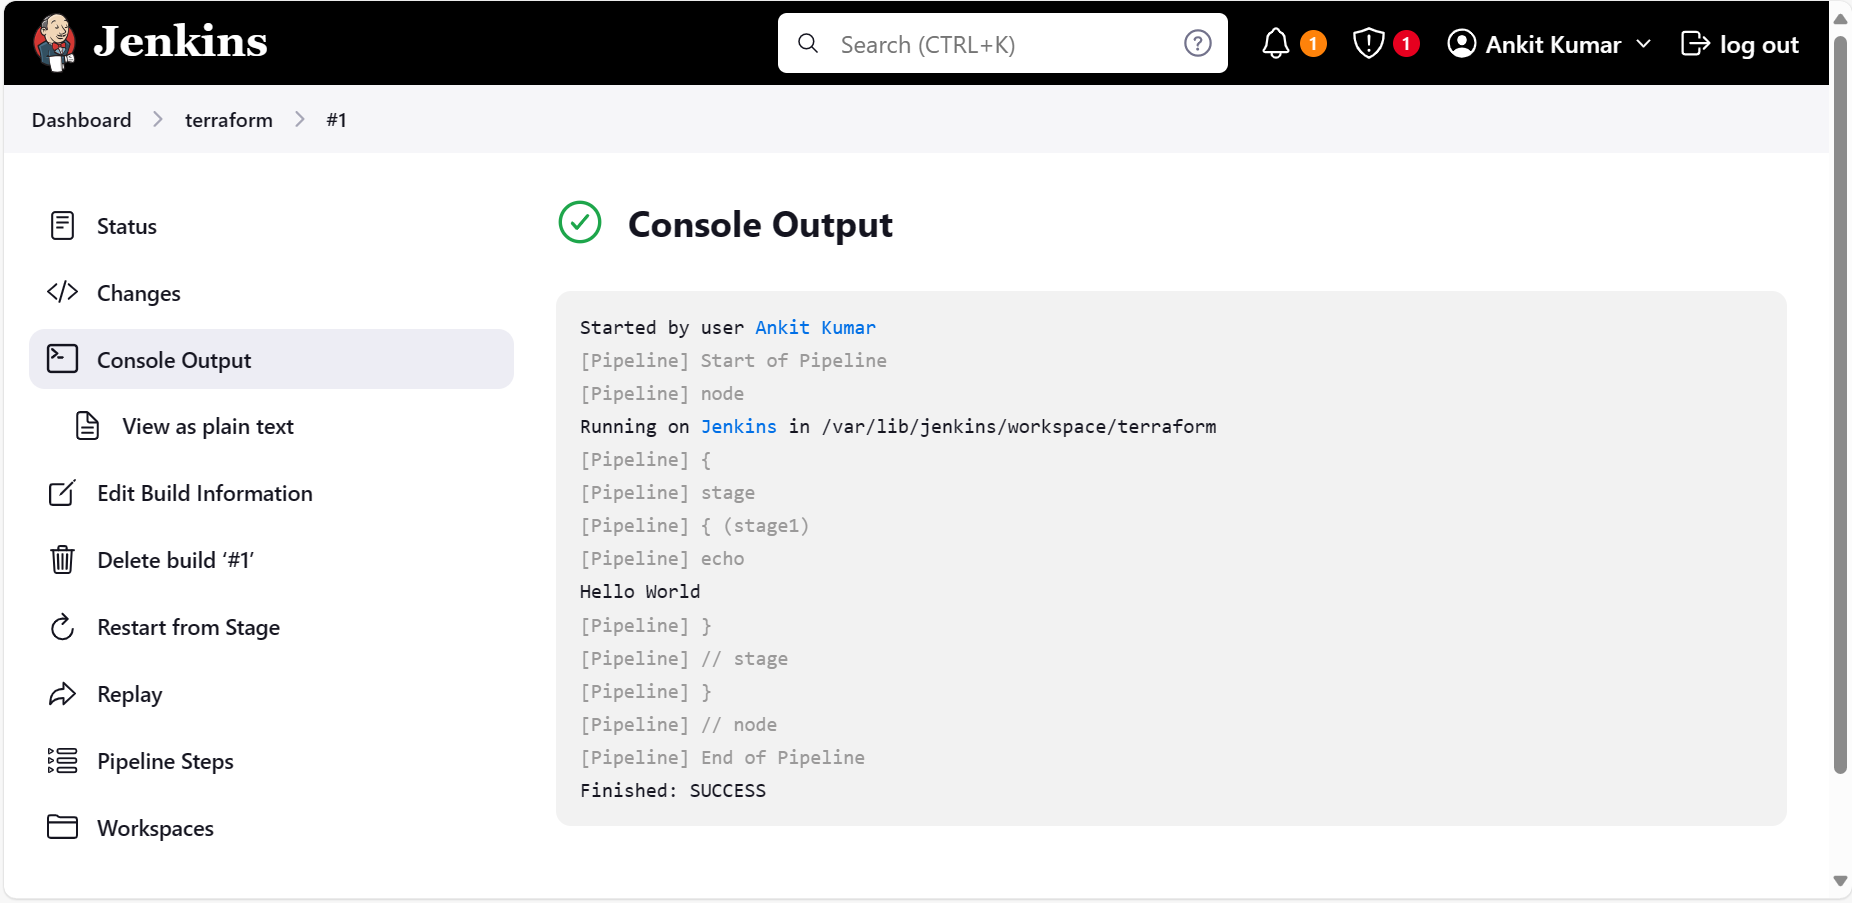 Jenkins
Search (CTRL+K)
?
1
1
Ankit Kumar
log out
Dashboard
terraform
#1
Status
Changes
Console Output
View as plain text
Edit Build Information
Delete build ‘#1’
Restart from Stage
Replay
Pipeline Steps
Workspaces
Console Output
Started by user Ankit Kumar
[Pipeline] Start of Pipeline
[Pipeline] node
Running on Jenkins in /var/lib/jenkins/workspace/terraform
[Pipeline] {
[Pipeline] stage
[Pipeline] { (stage1)
[Pipeline] echo
Hello World
[Pipeline] }
[Pipeline] // stage
[Pipeline] }
[Pipeline] // node
[Pipeline] End of Pipeline
Finished: SUCCESS